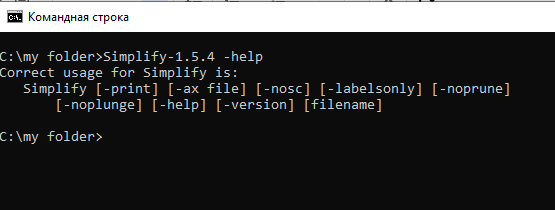 Командная строка
C:\my folder>Simplify-1.5.4 -help
Correct usage for Simplify is:
Simplify [-print] [-ax file] [-nosc] [-labelsonly] [-noprune]
[-noplunge] [-help] [-version] [filename]
C:\my folder>